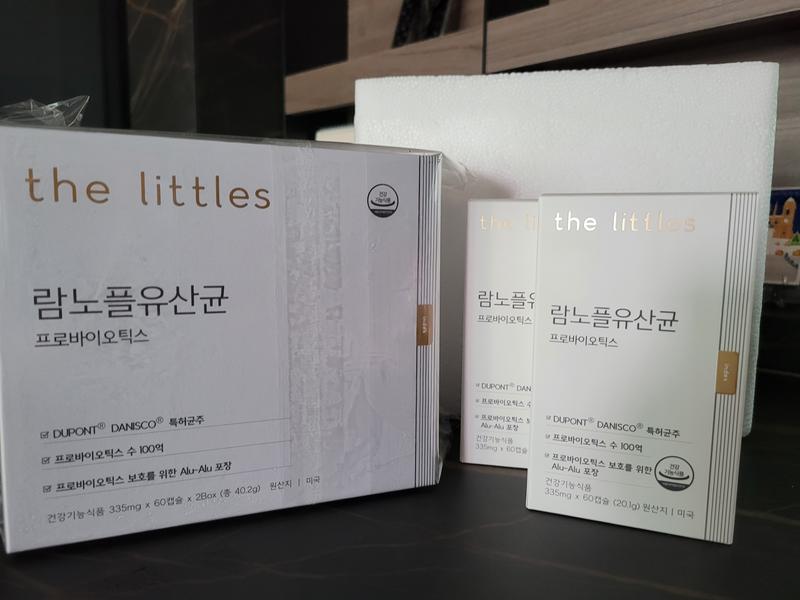 the littles
건강
기능식품
람노플유산균
프로바이오틱스
DUPONT® DANISCO® 특허균주
프로바이오틱스 수 100억
프로바이오틱스 보호를 위한 Alu-Alu 포장
건강기능식품 335mg x 60캡슐 x 2Box (총 40.2g) 원산지 | 미국
the li
람노플유
프로바이오틱스
DUPONT® DAN
프로바이오틱스 수
프로바이오틱스 보
Alu-Alu 포장
건강기능식품
335mg x 60캡슐
the littles
람노플유산균
프로바이오틱스
DUPONT® DANISCO® 특허균주
프로바이오틱스 수 100억
프로바이오틱스 보호를 위한
Alu-Alu 포장
건강
기능식품
건강기능식품
335mg x 60캡슐 (20.1g) 원산지 | 미국